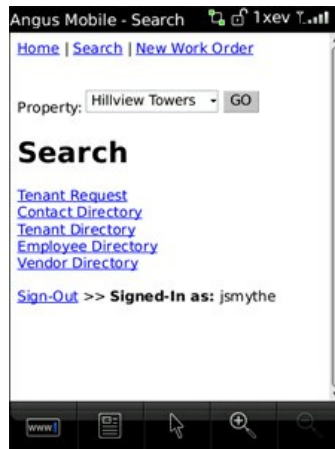 Angus Mobile - Search 1xev
Home | Search | New Work Order
Property: Hillview Towers GO
Search
Tenant Request
Contact Directory
Tenant Directory
Employee Directory
Vendor Directory
Sign-Out >> Signed-In as: jsmythe
www.